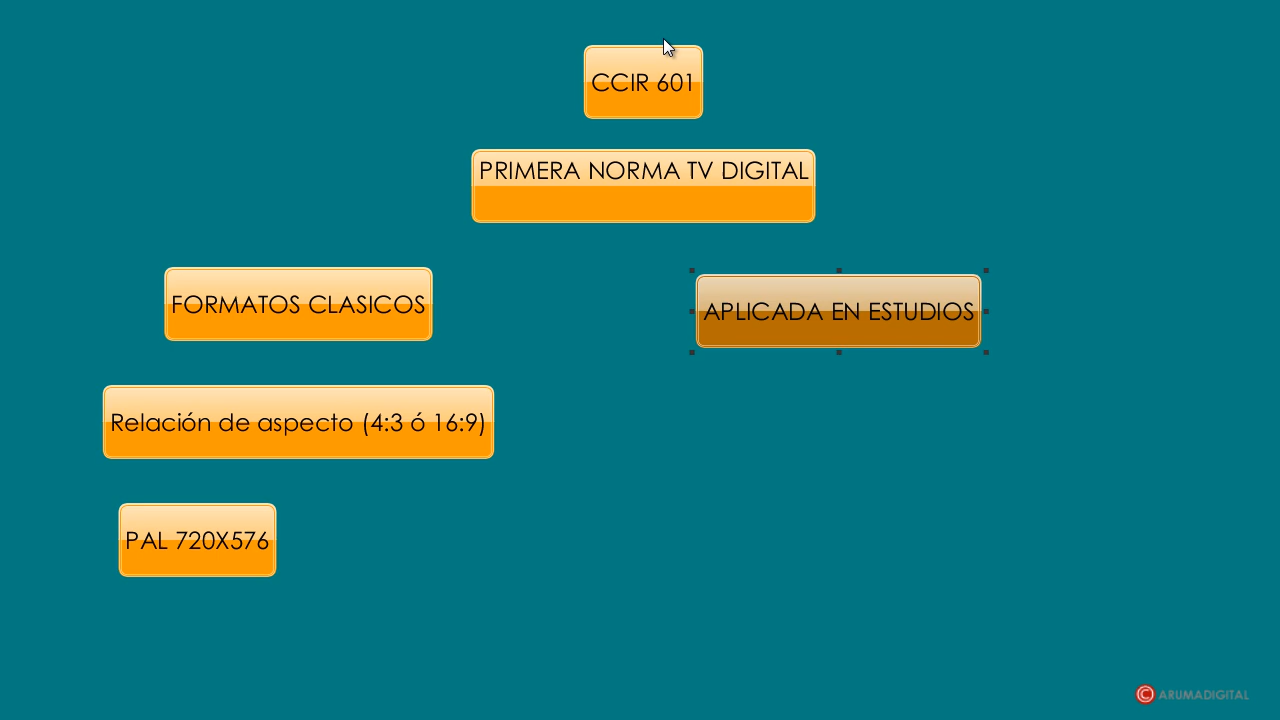 CCIR 601
PRIMERA NORMA TV DIGITAL
FORMATOS CLASICOS
APLICADA EN ESTUDIOS
Relación de aspecto (4:3 ó 16:9)
PAL 720X576
© ARUMADIGITAL